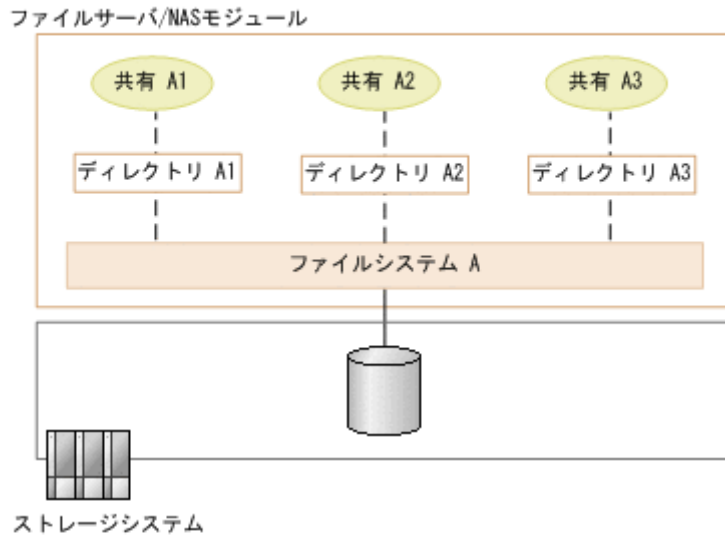 ファイルサーバ/NASモジュール
共有 A1
共有 A2
共有 A3
ディレクトリ A1
ディレクトリ A2
ディレクトリ A3
ファイルシステム A
ストレージシステム